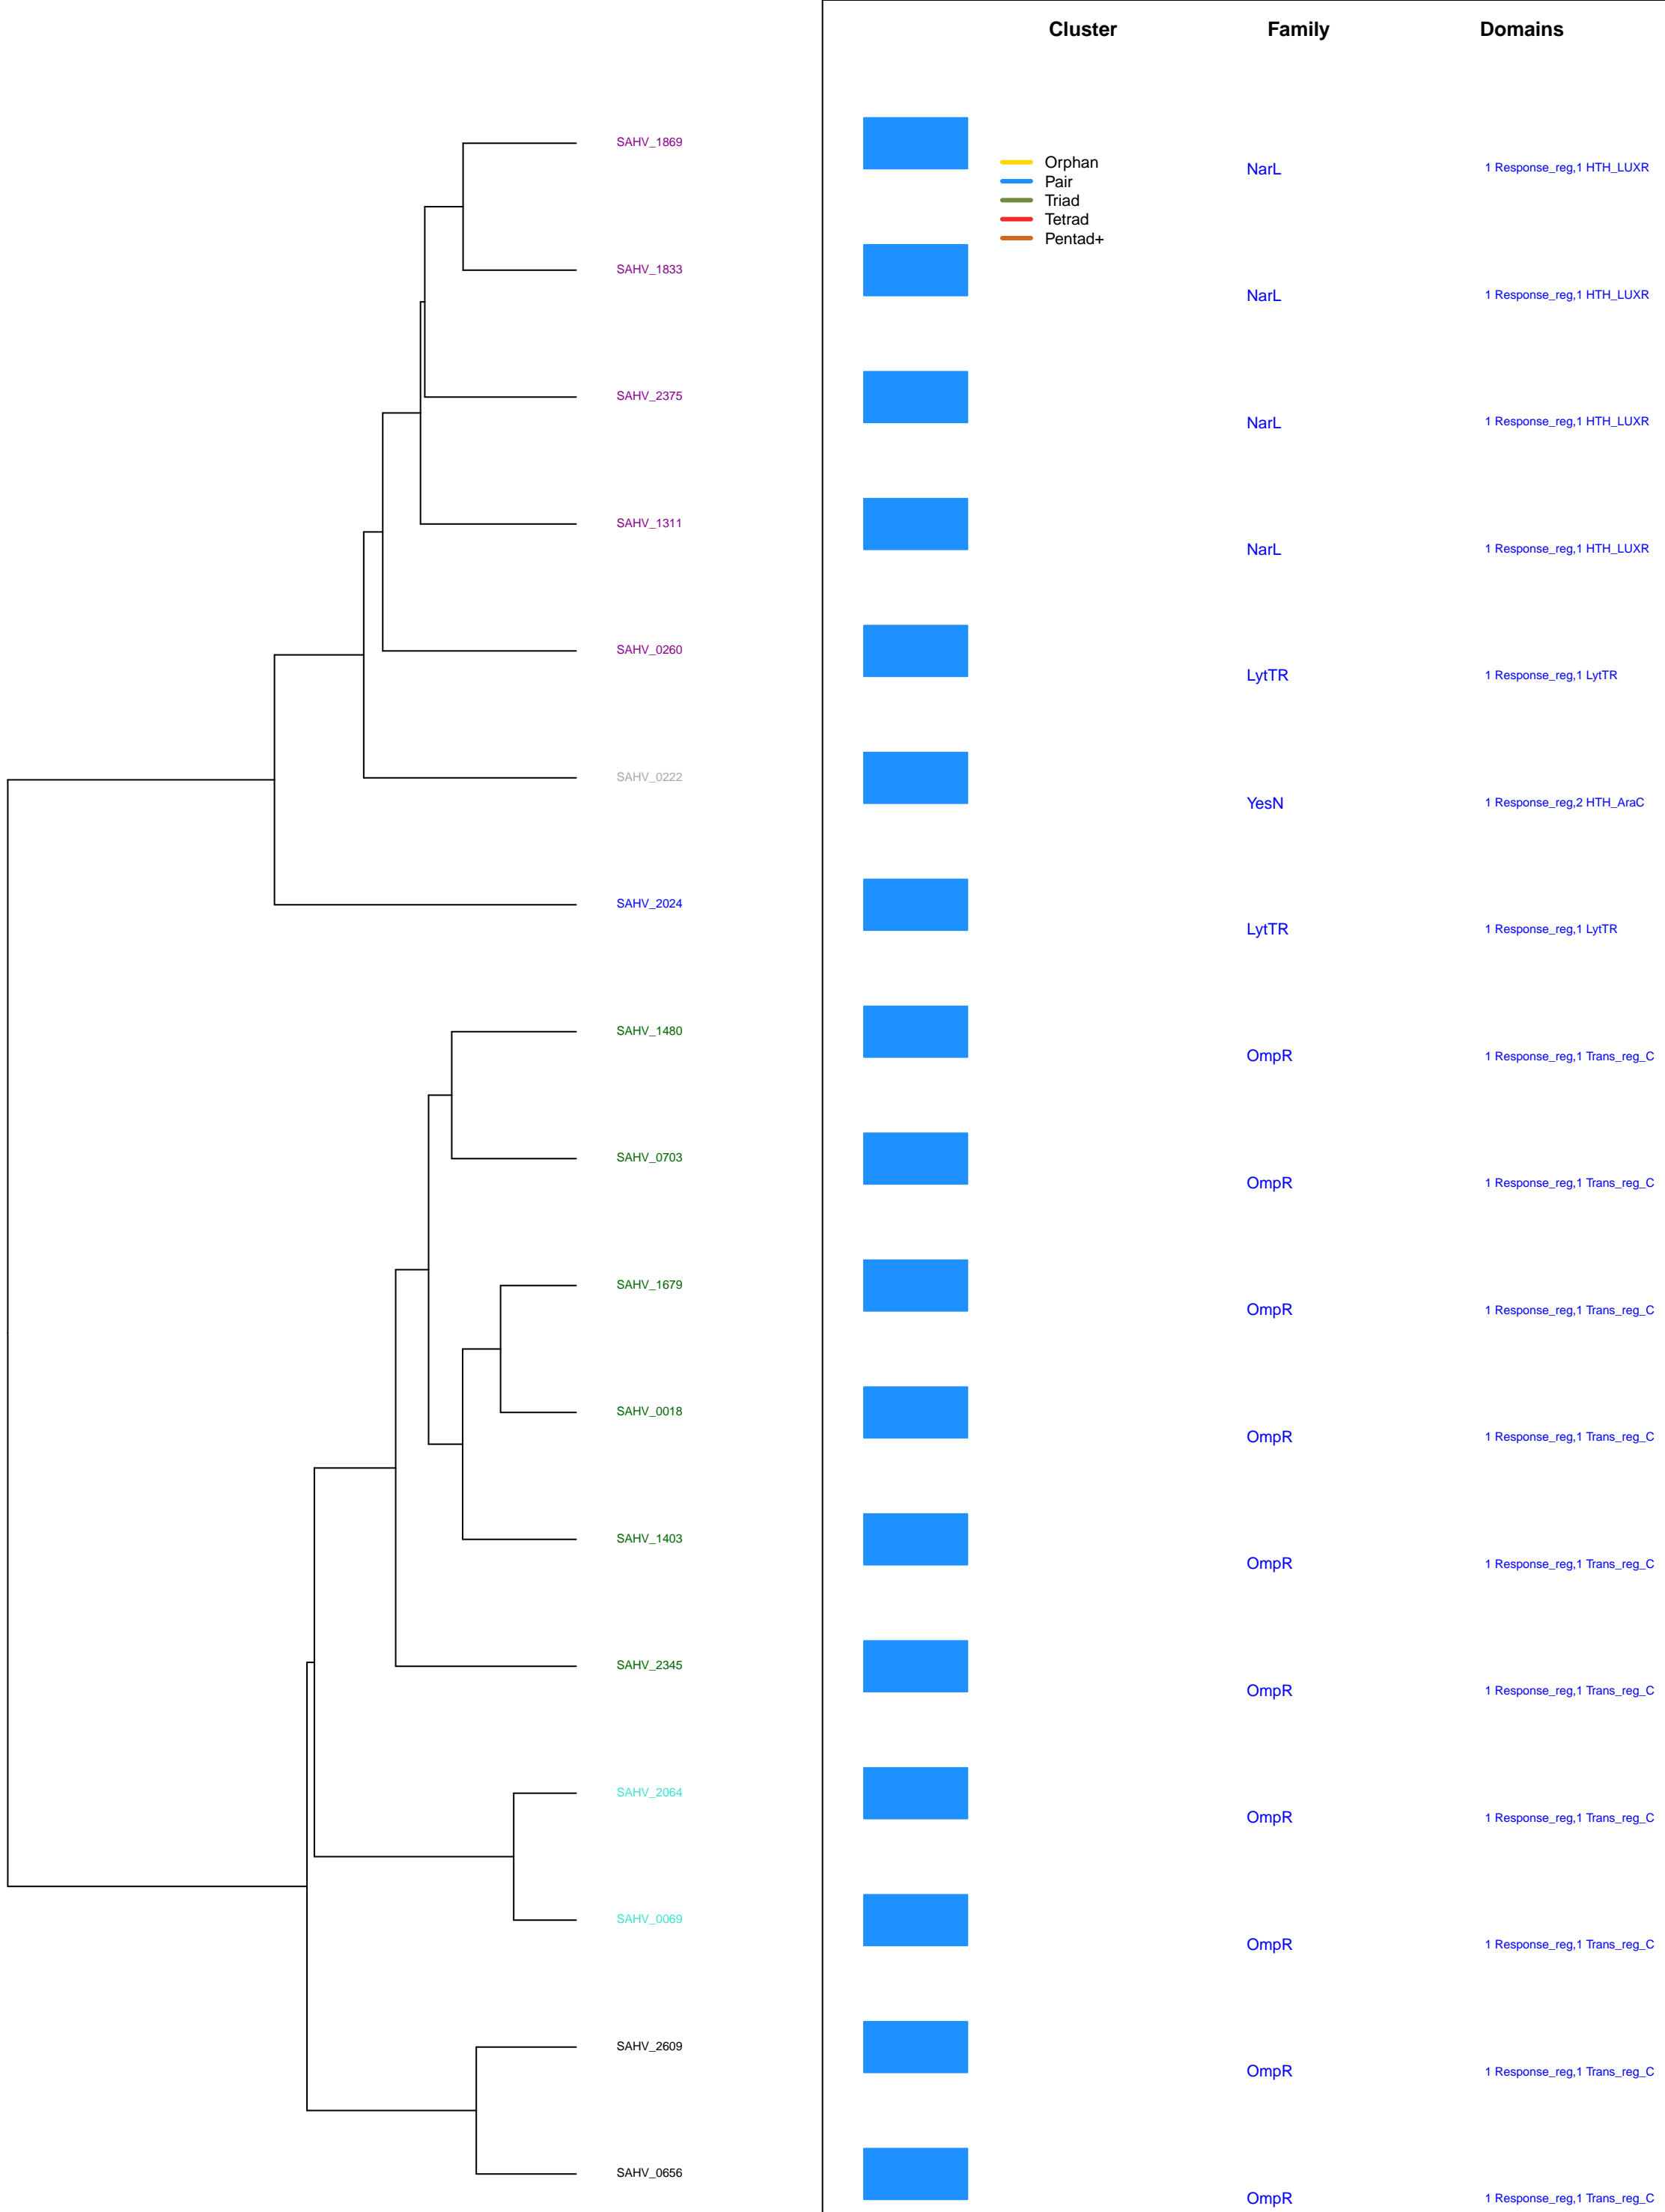 Cluster Family Domains
SAHV_1869
Orphan
Pair
Triad
Tetrad
Pentad+
NarL 1 Response_reg,1 HTH_LUXR
SAHV_1833
NarL 1 Response_reg,1 HTH_LUXR
SAHV_2375
NarL 1 Response_reg,1 HTH_LUXR
SAHV_1311
NarL 1 Response_reg,1 HTH_LUXR
SAHV_0260
LytTR 1 Response_reg,1 LytTR
SAHV_0222
YesN 1 Response_reg,2 HTH_AraC
SAHV_2024
LytTR 1 Response_reg,1 LytTR
SAHV_1480
OmpR 1 Response_reg,1 Trans_reg_C
SAHV_0703
OmpR 1 Response_reg,1 Trans_reg_C
SAHV_1679
OmpR 1 Response_reg,1 Trans_reg_C
SAHV_0018
OmpR 1 Response_reg,1 Trans_reg_C
SAHV_1403
OmpR 1 Response_reg,1 Trans_reg_C
SAHV_2345
OmpR 1 Response_reg,1 Trans_reg_C
SAHV_2064
OmpR 1 Response_reg,1 Trans_reg_C
SAHV_0069
OmpR 1 Response_reg,1 Trans_reg_C
SAHV_2609
OmpR 1 Response_reg,1 Trans_reg_C
SAHV_0656
OmpR 1 Response_reg,1 Trans_reg_C